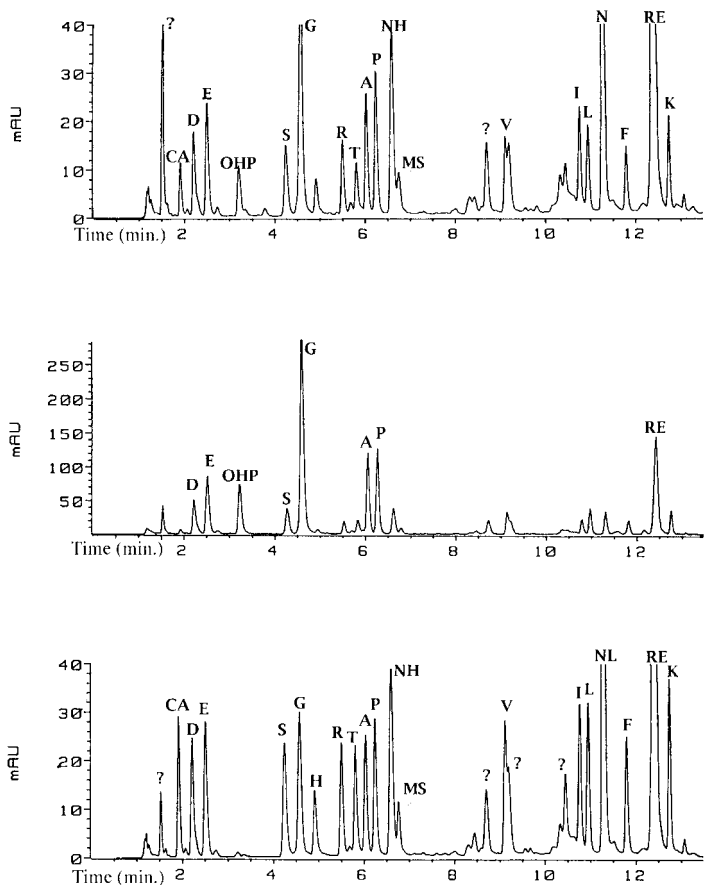 ?
G
NH
N
RE
40
E
P
A
30
I
K
D
L
mAU
20
S
R
?
V
F
CA
OHP
T
MS
10
0
Time (min.)
2
4
6
8
10
12
G
250
200
mAU
150
A
P
RE
100
E
OHP
D
S
50
Time (min.)
2
4
6
8
10
12
40
NH
NL
RE
CA
E
G
P
V
I
L
K
30
D
S
R
T
A
F
mAU
20
?
H
?
?
?
MS
10
0
Time (min.)
2
4
6
8
10
12